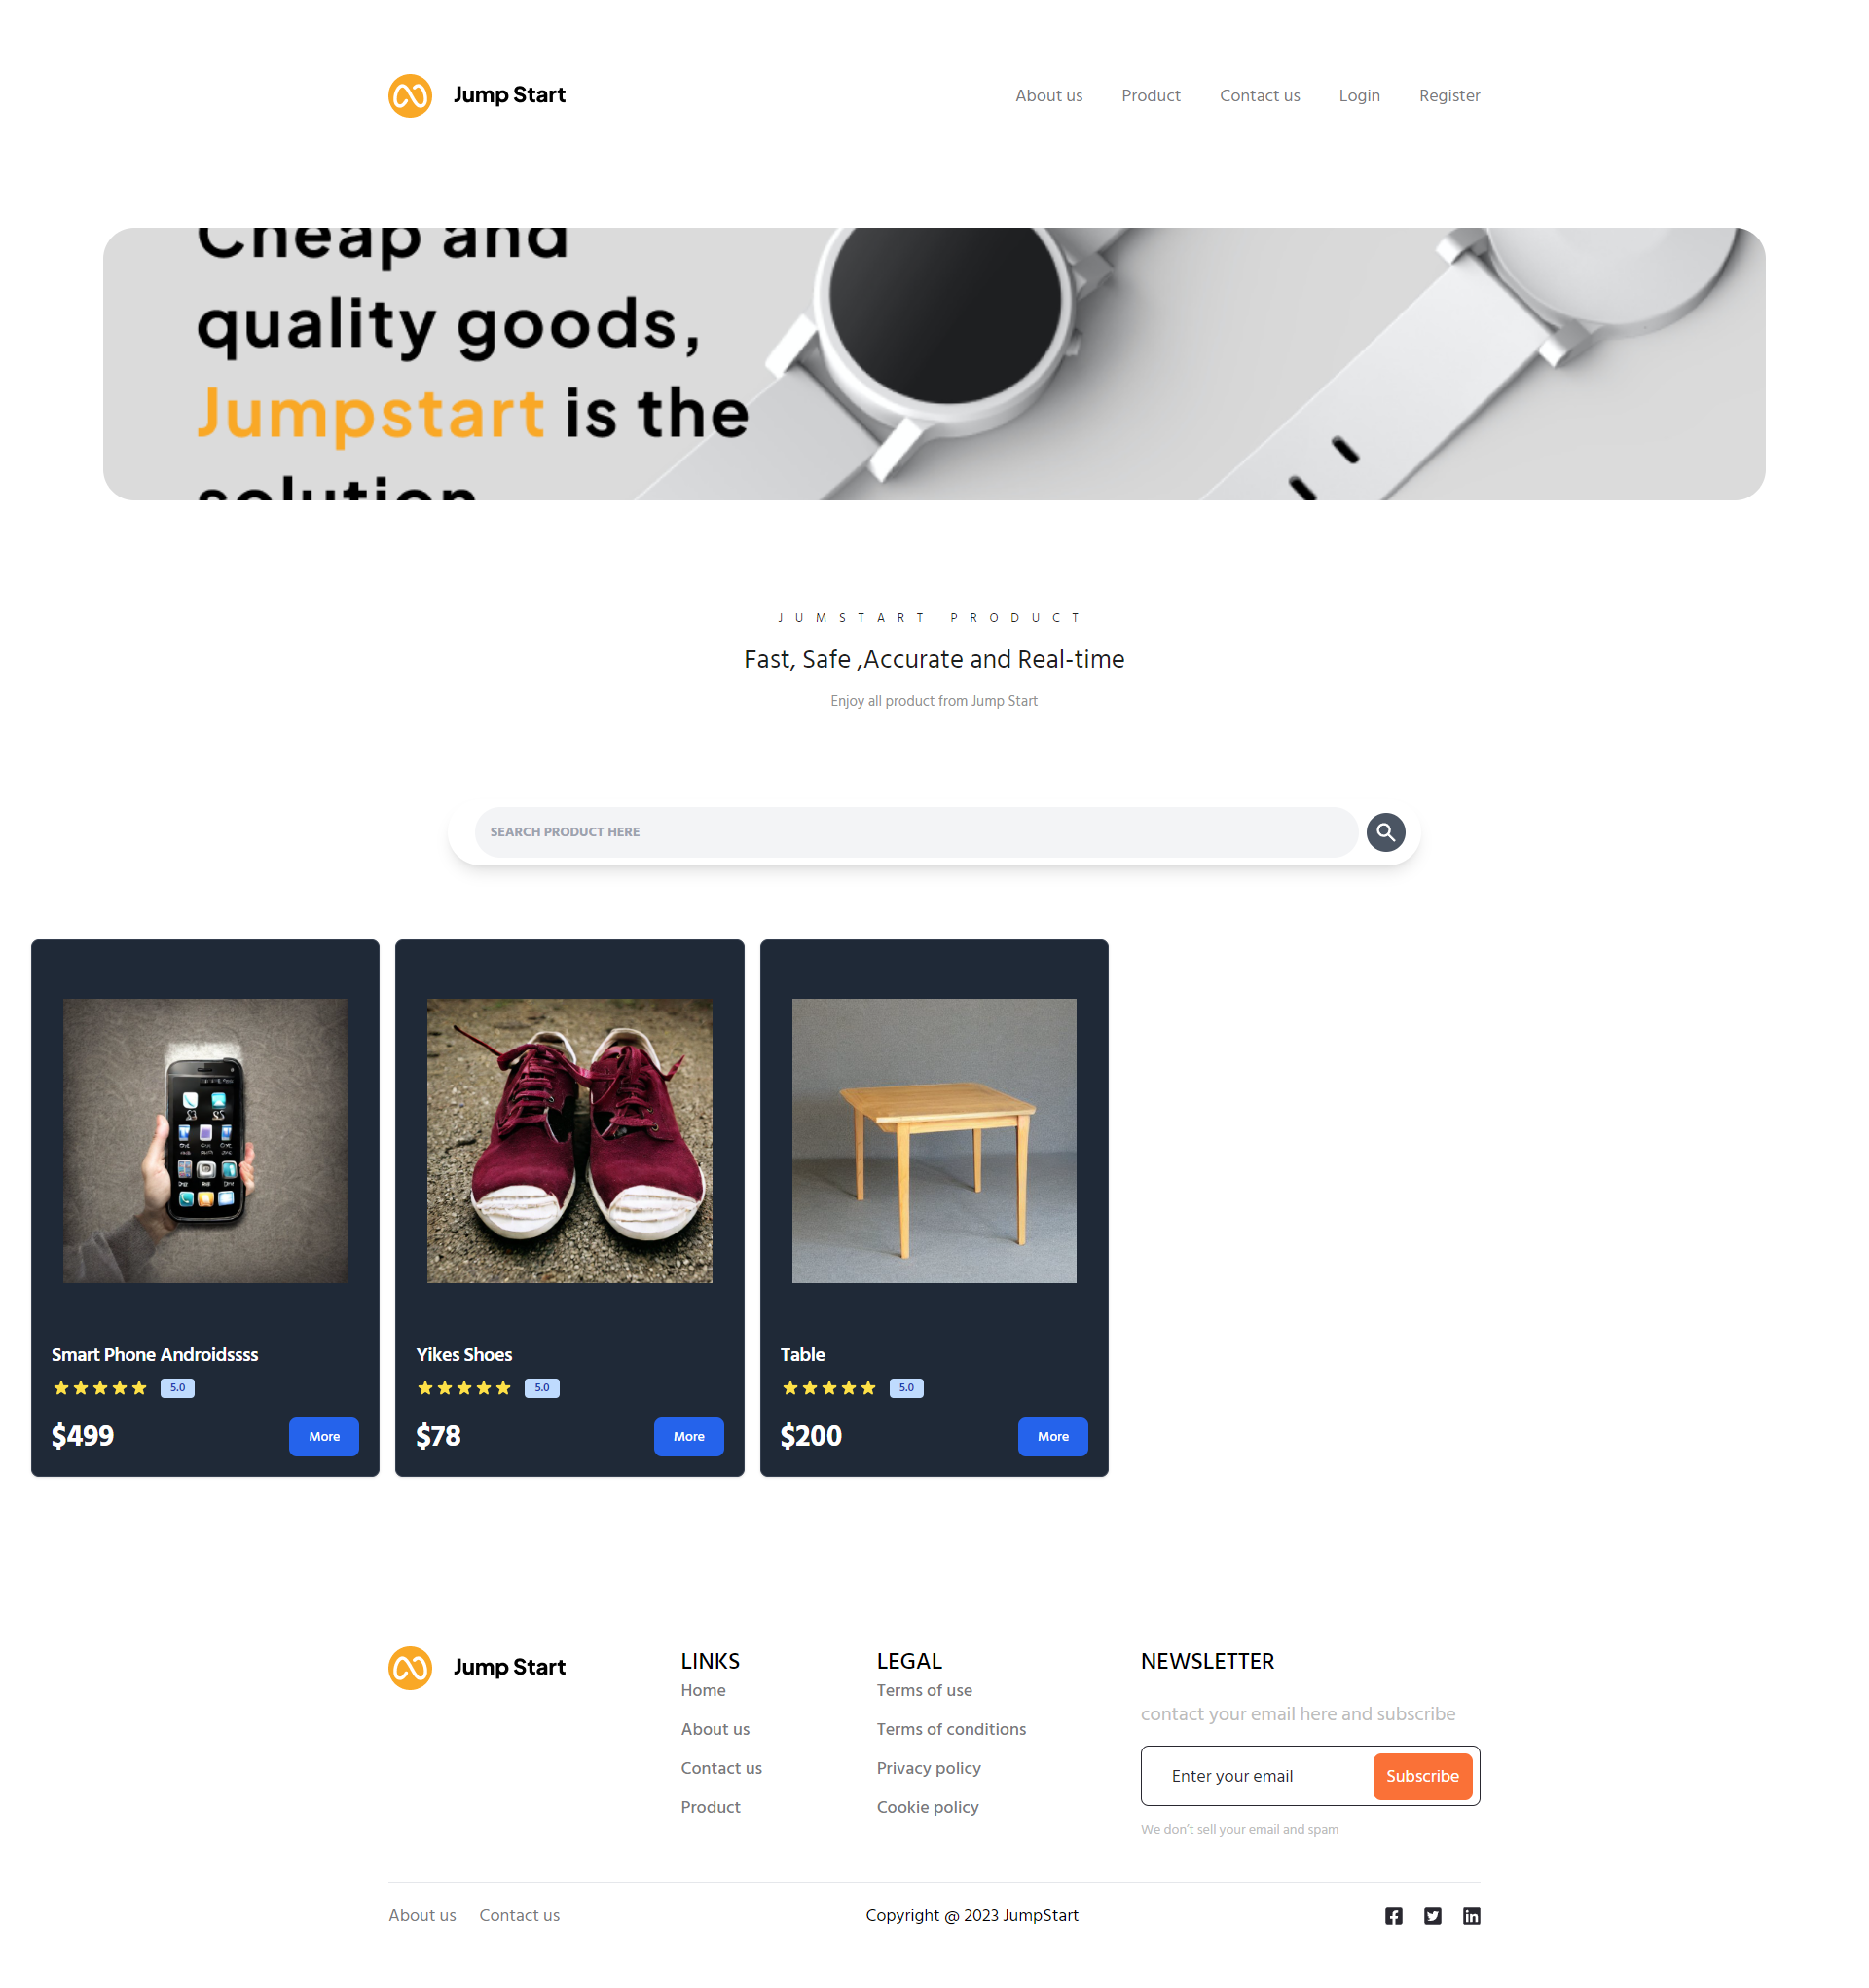 Jump Start
About us Product Contact us Login Register
Cheap and
quality goods,
Jumpstart is the
solution
JUMSTART PRODUCT
Fast, Safe ,Accurate and Real-time
Enjoy all product from Jump Start
SEARCH PRODUCT HERE
Smart Phone Androidssss
5.0
$499 More
Yikes Shoes
5.0
$78 More
Table
5.0
$200 More
Jump Start
LINKS
Home
About us
Contact us
Product
LEGAL
Terms of use
Terms of conditions
Privacy policy
Cookie policy
NEWSLETTER
contact your email here and subscribe
Enter your email Subscribe
We don’t sell your email and spam
About us Contact us Copyright @ 2023 JumpStart